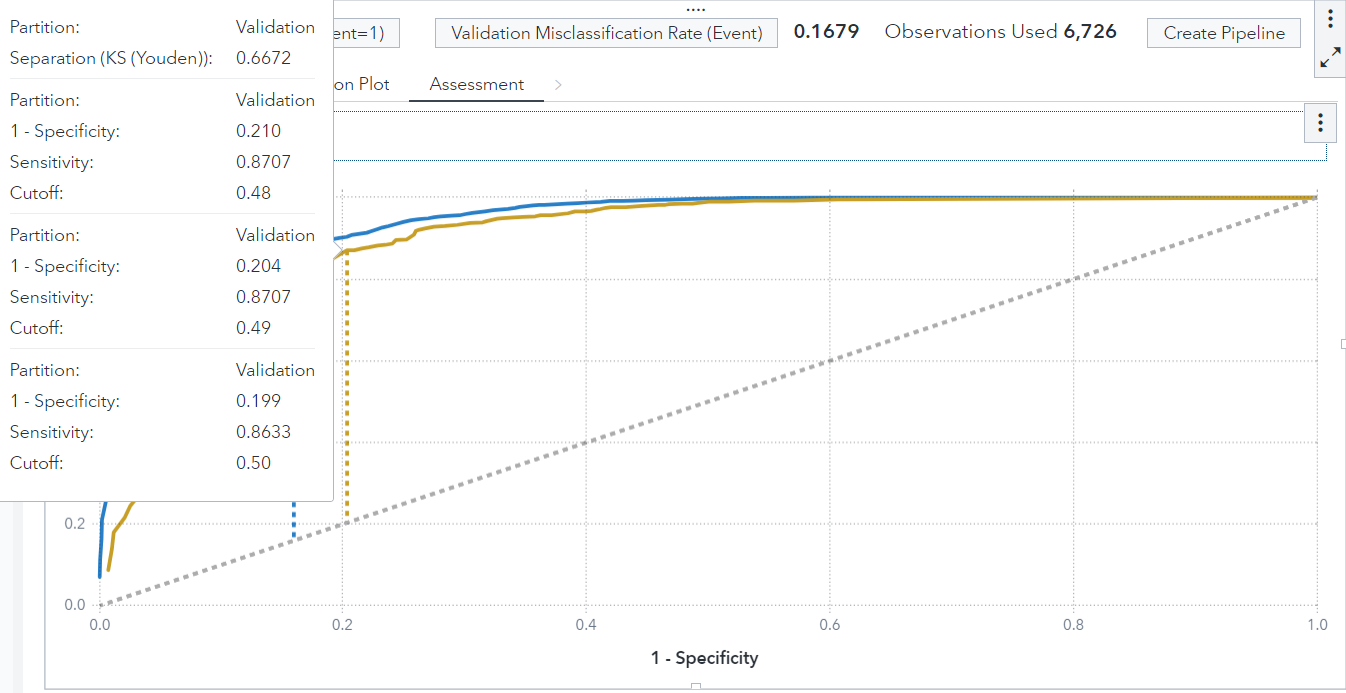 Partition: Validation
Separation (KS (Youden)): 0.6672
Partition: Validation
1 - Specificity: 0.210
Sensitivity: 0.8707
Cutoff: 0.48
Partition: Validation
1 - Specificity: 0.204
Sensitivity: 0.8707
Cutoff: 0.49
Partition: Validation
1 - Specificity: 0.199
Sensitivity: 0.8633
Cutoff: 0.50
ent=1) Validation Misclassification Rate (Event) 0.1679 Observations Used 6,726 Create Pipeline
on Plot Assessment
0.2
0.0
0.0 0.2 0.4 0.6 0.8 1.0
1 - Specificity